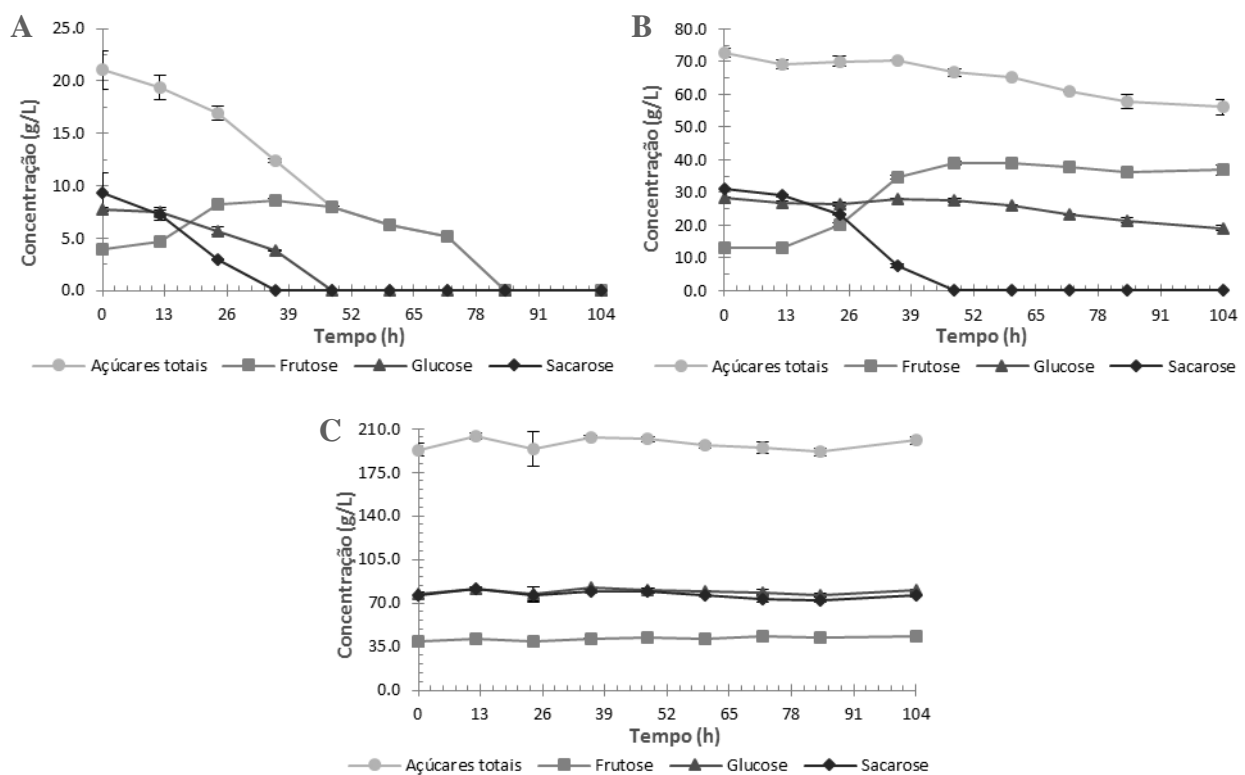 A
25.0
20.0
15.0
10.0
5.0
0.0
Concentração (g/L)
0 13 26 39 52 65 78 91 104
Tempo (h)
Açúcares totais Frutose Glucose Sacarose
B
80.0
70.0
60.0
50.0
40.0
30.0
20.0
10.0
0.0
Concentração (g/L)
0 13 26 39 52 65 78 91 104
Tempo (h)
Açúcares totais Frutose Glucose Sacarose
C
210.0
175.0
140.0
105.0
70.0
35.0
0.0
Concentração (g/L)
0 13 26 39 52 65 78 91 104
Tempo (h)
Açúcares totais Frutose Glucose Sacarose